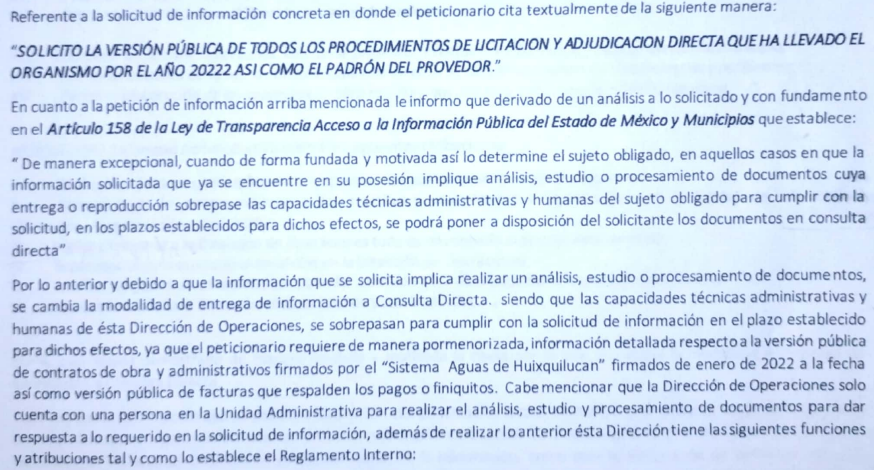 Referente a la solicitud de información concreta en donde el peticionario cita textualmente de la siguiente manera:
"SOLICITO LA VERSIÓN PÚBLICA DE TODOS LOS PROCEDIMIENTOS DE LICITACION Y ADJUDICACION DIRECTA QUE HA LLEVADO EL
ORGANISMO POR EL AÑO 20222 ASI COMO EL PADRÓN DEL PROVEDOR."
En cuanto a la petición de información arriba mencionada le informo que derivado de un análisis a lo solicitado y con fundamento
en el Artículo 158 de la Ley de Transparencia Acceso a la Información Pública del Estado de México y Municipios que establece:
" De manera excepcional, cuando de forma fundada y motivada así lo determine el sujeto obligado, en aquellos casos en que la
información solicitada que ya se encuentre en su posesión implique análisis, estudio o procesamiento de documentos cuya
entrega o reproducción sobrepase las capacidades técnicas administrativas y humanas del sujeto obligado para cumplir con la
solicitud, en los plazos establecidos para dichos efectos, se podrá poner a disposición del solicitante los documentos en consulta
directa"
Por lo anterior y debido a que la información que se solicita implica realizar un análisis, estudio o procesamiento de documentos,
se cambia la modalidad de entrega de información a Consulta Directa. siendo que las capacidades técnicas administrativas y
humanas de ésta Dirección de Operaciones, se sobrepasan para cumplir con la solicitud de información en el plazo establecido
para dichos efectos, ya que el peticionario requiere de manera pormenorizada, información detallada respecto a la versión pública
de contratos de obra y administrativos firmados por el "Sistema Aguas de Huixquilucan" firmados de enero de 2022 a la fecha
así como versión pública de facturas que respalden los pagos o finiquitos. Cabe mencionar que la Dirección de Operaciones solo
cuenta con una persona en la Unidad Administrativa para realizar el análisis, estudio y procesamiento de documentos para dar
respuesta a lo requerido en la solicitud de información, además de realizar lo anterior ésta Dirección tiene las siguientes funciones
y atribuciones tal y como lo establece el Reglamento Interno: